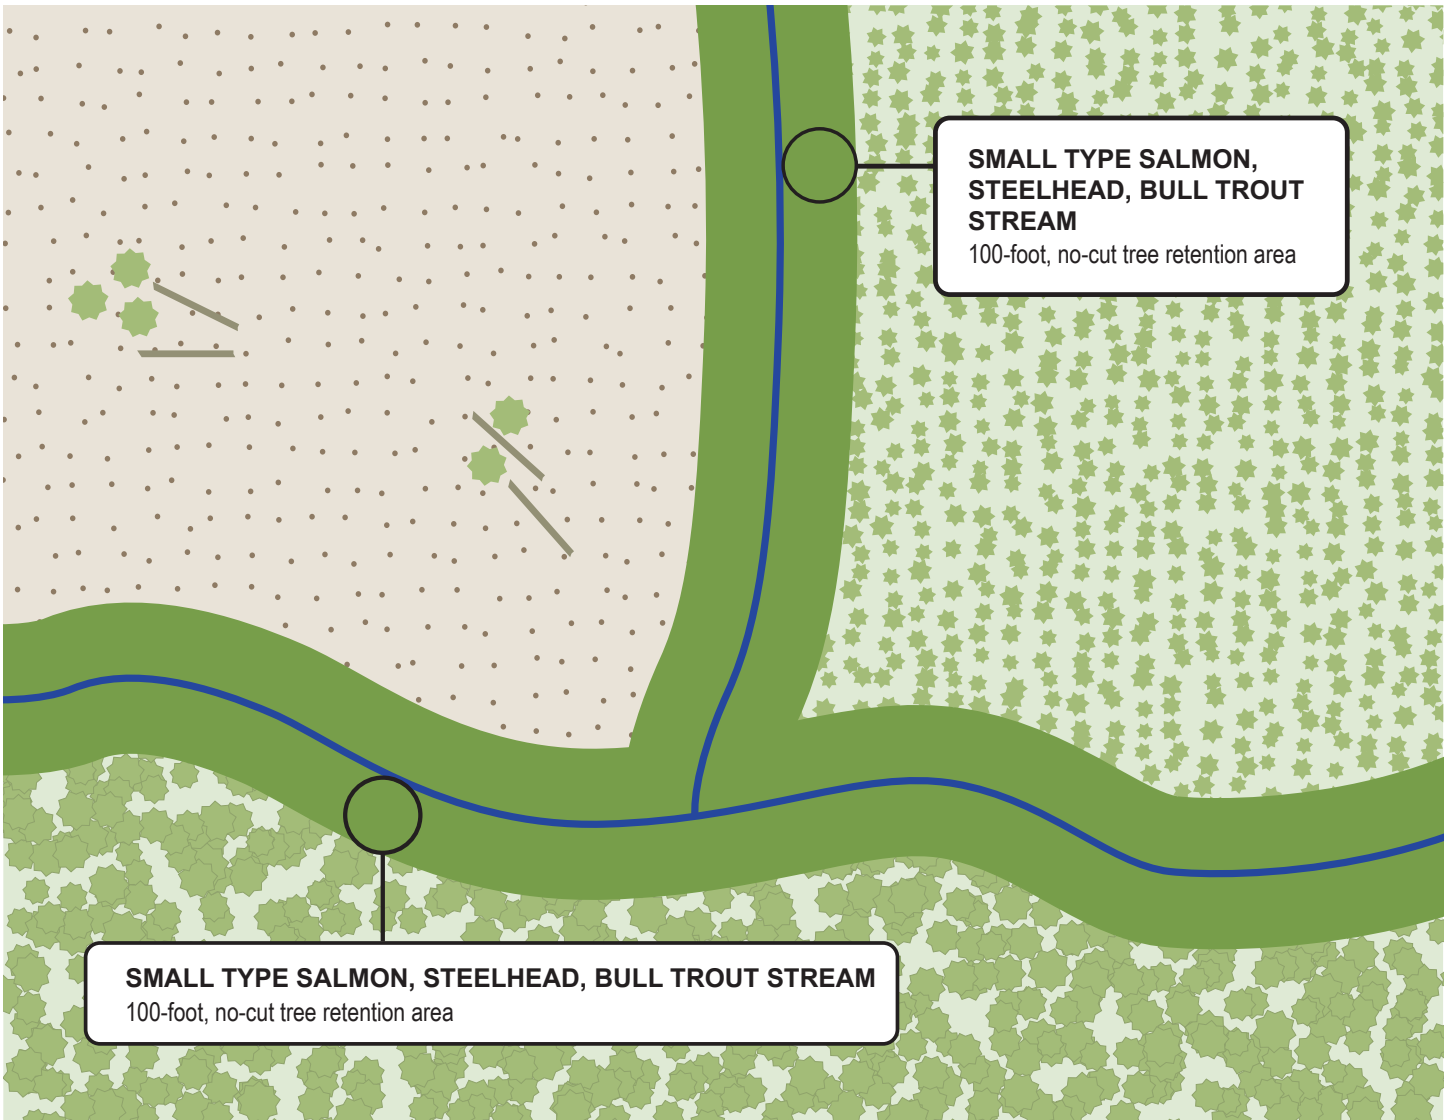 SMALL TYPE SALMON,
STEELHEAD, BULL TROUT
STREAM
100-foot, no-cut tree retention area
SMALL TYPE SALMON, STEELHEAD, BULL TROUT STREAM
100-foot, no-cut tree retention area